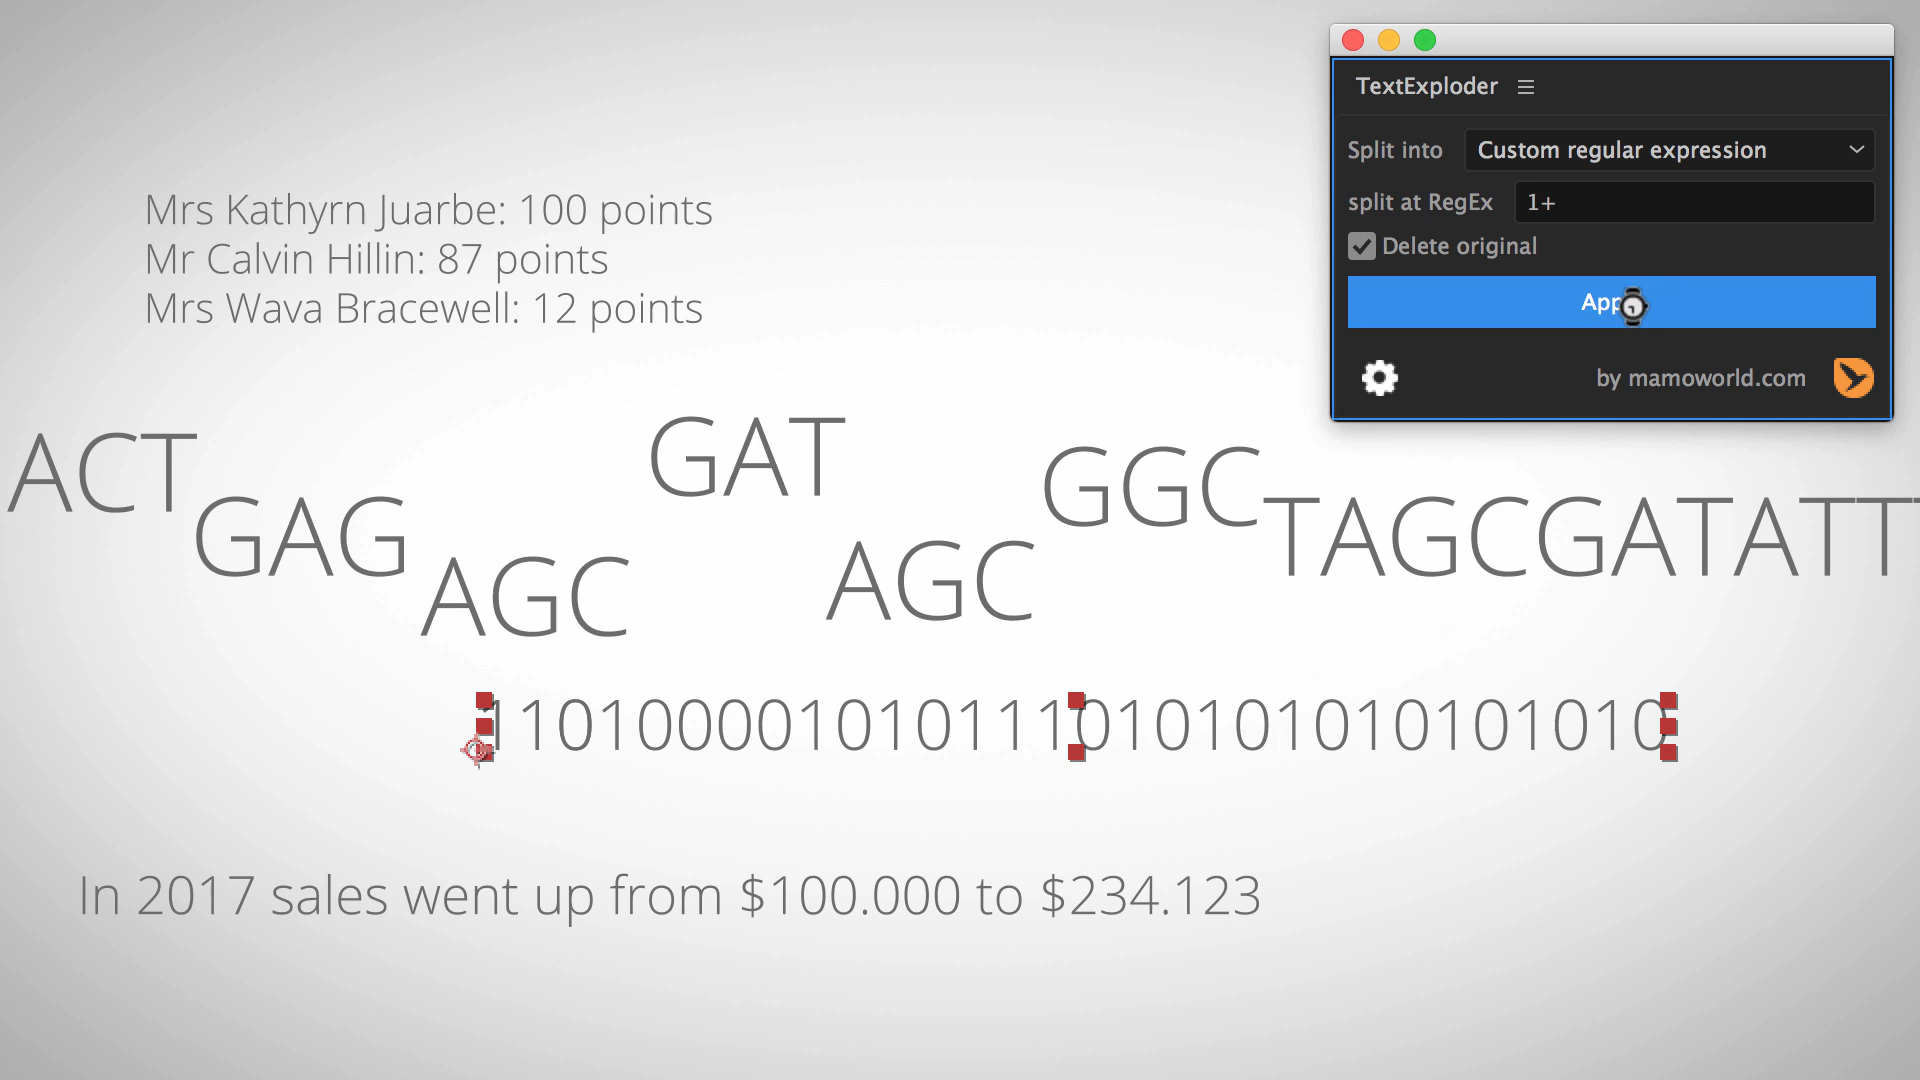 TextExploder
Split into Custom regular expression
split at RegEx 1+
Delete original
by mamoworld.com
Mrs Kathyrn Juarbe: 100 points
Mr Calvin Hillin: 87 points
Mrs Wava Bracewell: 12 points
ACT GAG AGC GAT AGC GGC TAGCGATATT
110100001010111010101010101010
In 2017 sales went up from $100.000 to $234.123